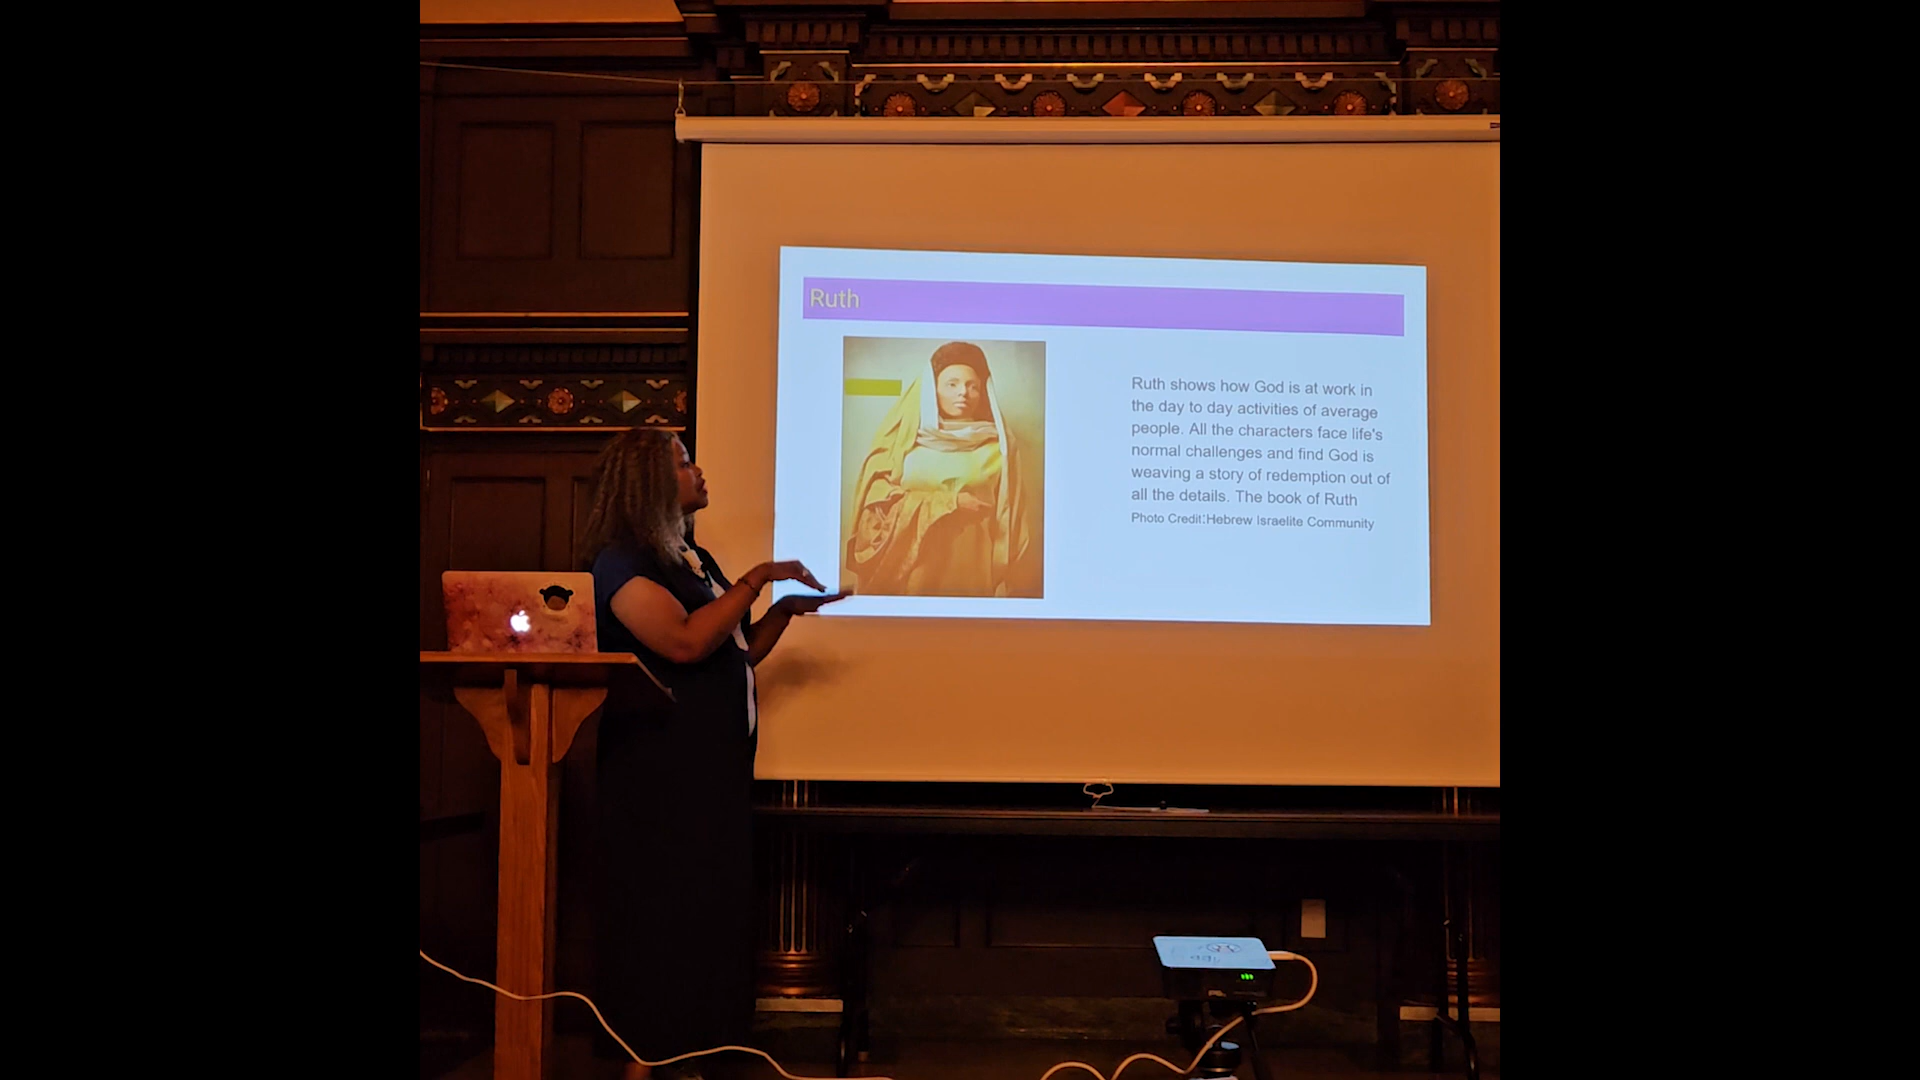 Ruth
Ruth shows how God is at work in
the day to day activities of average
people. All the characters face life's
normal challenges and find God is
weaving a story of redemption out of
all the details. The book of Ruth
Photo Credit:Hebrew Israelite Community